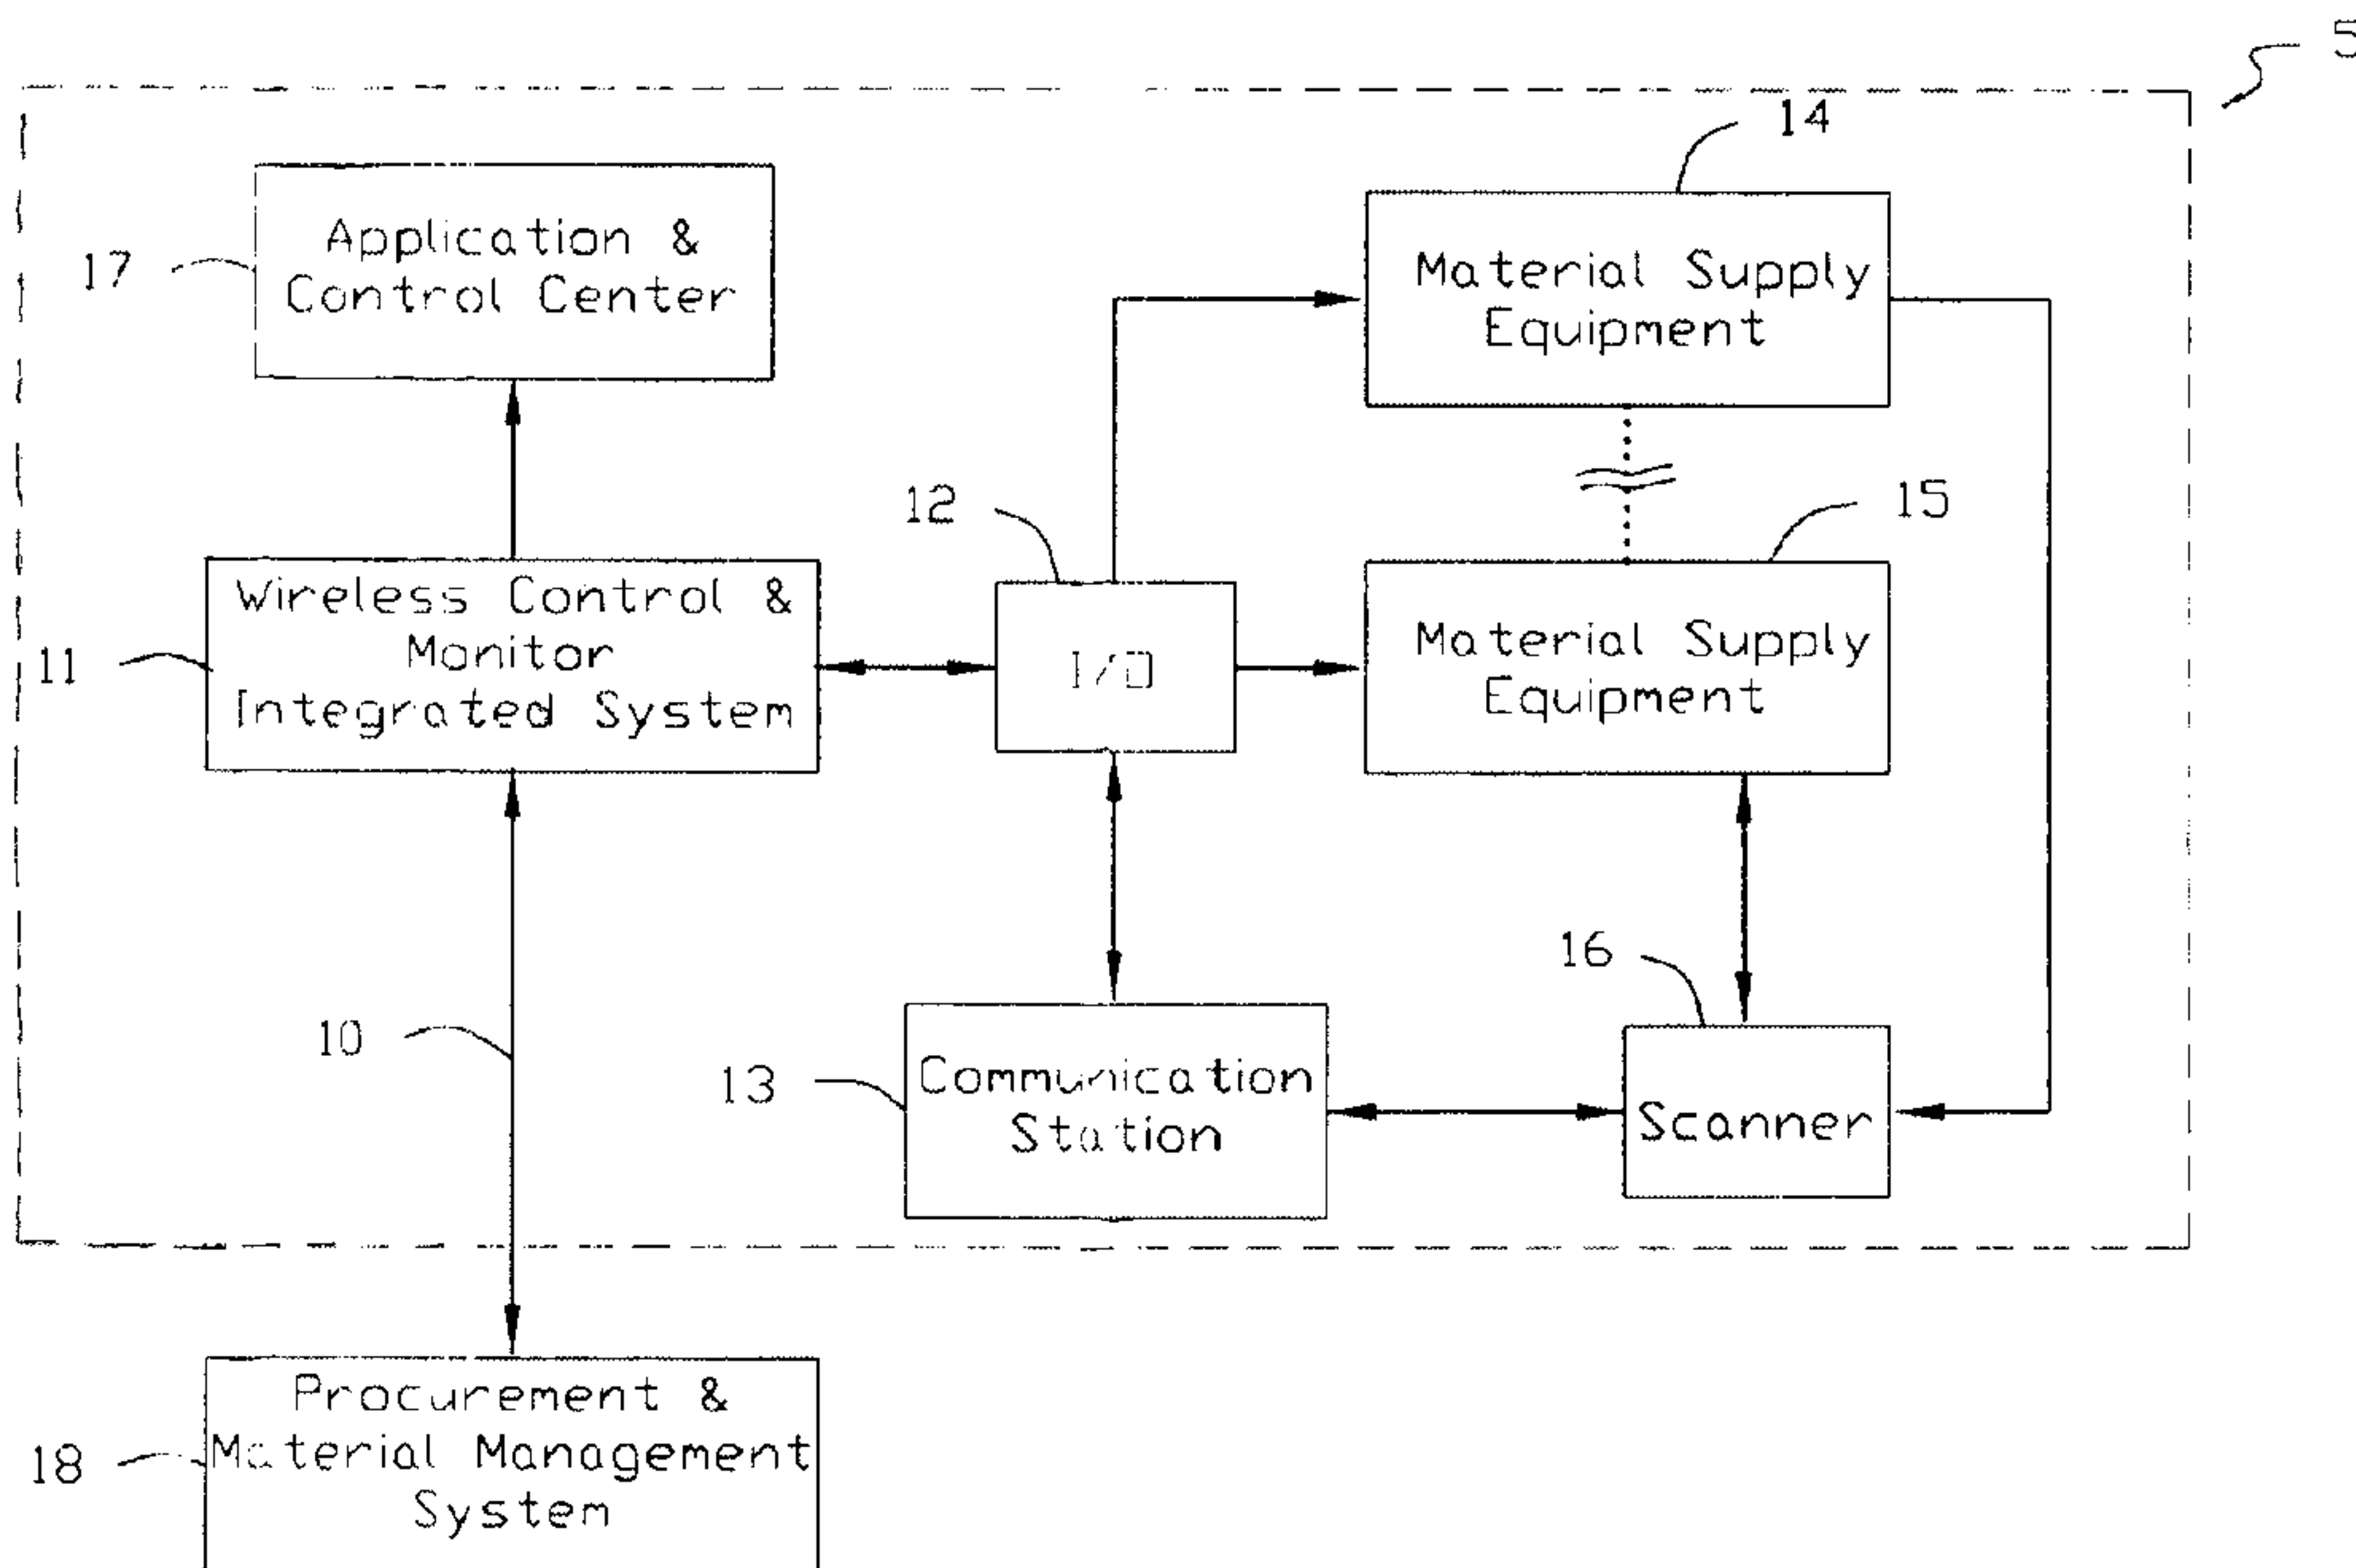 5
14
17
Application &
Control Center
Material Supply
Equipment
12
15
11
Wireless Control &
Monitor
Integrated System
I/O
Material Supply
Equipment
10
13
Communication
Station
16
Scanner
18
Procurement &
Material Management
System